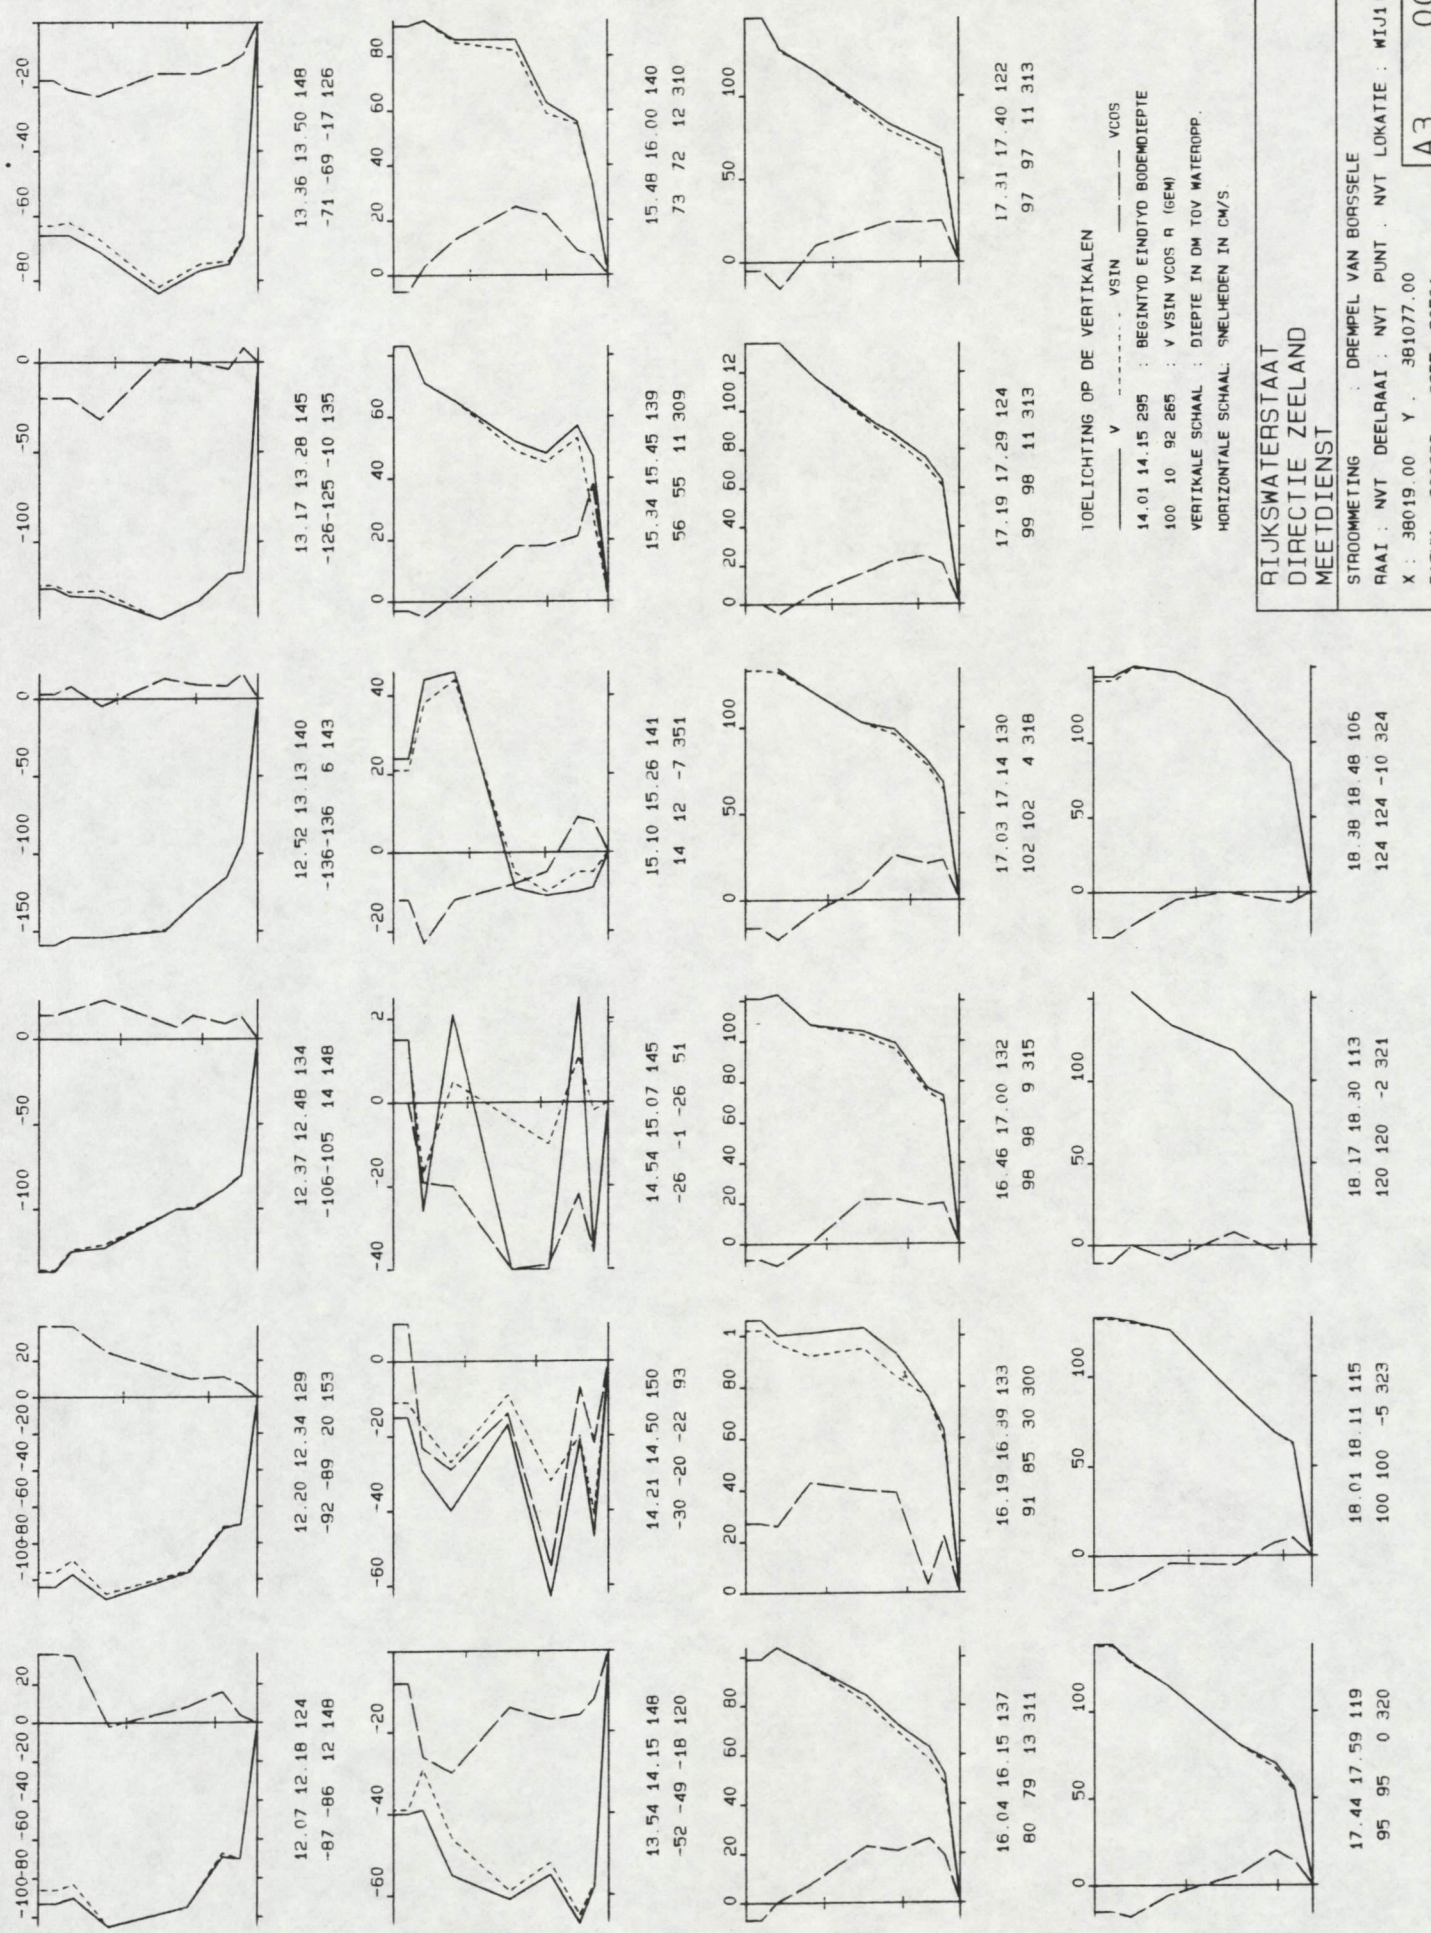 -100-80 -60 -40 -20 0 20
-100-80 -60 -40 -20 0 20
-100 -50 0
-150 -100 -50 0
-100 -50 0
-80 -60 -40 -20
12.07 12.18 124
-87 -86 12 148
12.20 12.34 129
-92 -89 20 153
12.37 12.48 134
-106-105 14 148
12.52 13.13 140
-136-136 6 143
13.17 13.28 145
-126-125 -10 135
13.36 13.50 148
-71 -69 -17 126
-60 -40 -20
-60 -40 -20 0
-40 -20 0 2
-20 0 20 40
0 20 40 60
0 20 40 60 80
13.54 14.15 148
-52 -49 -18 120
14.21 14.50 150
-30 -20 -22 93
14.54 15.07 145
-26 -1 -26 51
15.10 15.26 141
14 12 -7 351
15.34 15.45 139
56 55 11 309
15.48 16.00 140
73 72 12 310
0 20 40 60 80
0 20 40 60 80 1
0 20 40 60 80 100
0 50 100
0 20 40 60 80 100 12
0 50 100
16.04 16.15 137
80 79 13 311
16.19 16.39 133
91 85 30 300
16.46 17.00 132
98 98 9 315
17.03 17.14 130
102 102 4 318
17.19 17.29 124
99 98 11 313
17.31 17.40 122
97 97 11 313
0 50 100
0 50 100
0 50 100
0 50 100
17.44 17.59 119
95 95 0 320
18.01 18.11 115
100 100 -5 323
18.17 18.30 113
120 120 -2 321
18.38 18.48 106
124 124 -10 324
TOELICHTING OP DE VERTIKALEN
V VSIN VCOS
14.01 14.15 295 : BEGINTYD EINDTYD BODEMDIEPTE
100 10 92 265 : V VSIN VCOS R (GEM)
VERTIKALE SCHAAL : DIEPTE IN DM TOV WATEROPP.
HORIZONTALE SCHAAL: SNELHEDEN IN CM/S.
RIJKSWATERSTAAT
DIRECTIE ZEELAND
MEETDIENST
STROOMMETING : DREMPEL VAN BORSSELE
RAAI : NVT DEELRAAI : NVT PUNT : NVT LOKATIE : WIJ1
X : 38019.00 Y : 381077.00
A3